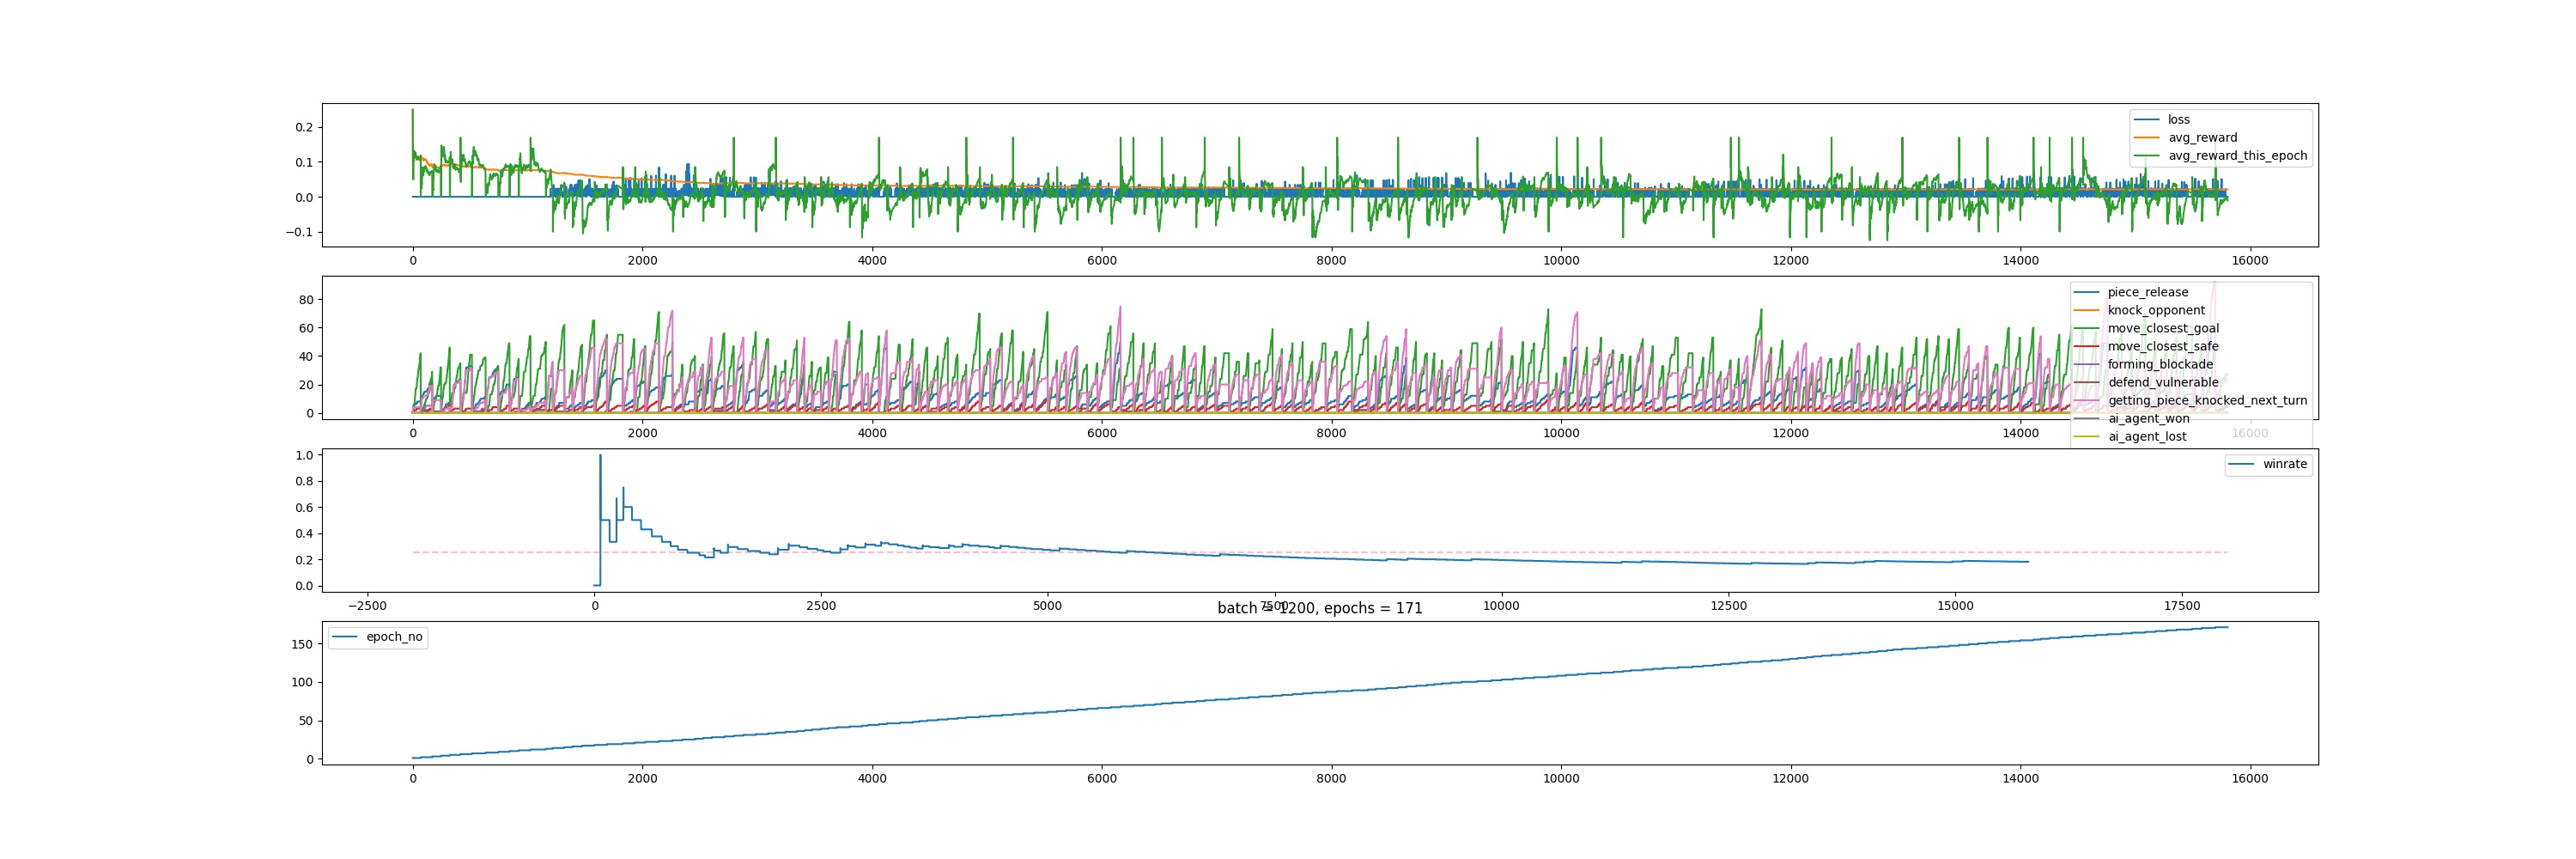 0.2
0.1
0.0
−0.1
loss
avg_reward
avg_reward_this_epoch
0 2000 4000 6000 8000 10000 12000 14000 16000
80
60
40
20
0
piece_release
knock_opponent
move_closest_goal
move_closest_safe
forming_blockade
defend_vulnerable
getting_piece_knocked_next_turn
ai_agent_won
ai_agent_lost
0 2000 4000 6000 8000 10000 12000 14000 16000
1.0
0.8
0.6
0.4
0.2
0.0
winrate
−2500 0 2500 5000 7500 10000 12500 15000 17500
batch = 1200, epochs = 171
150
100
50
0
epoch_no
0 2000 4000 6000 8000 10000 12000 14000 16000